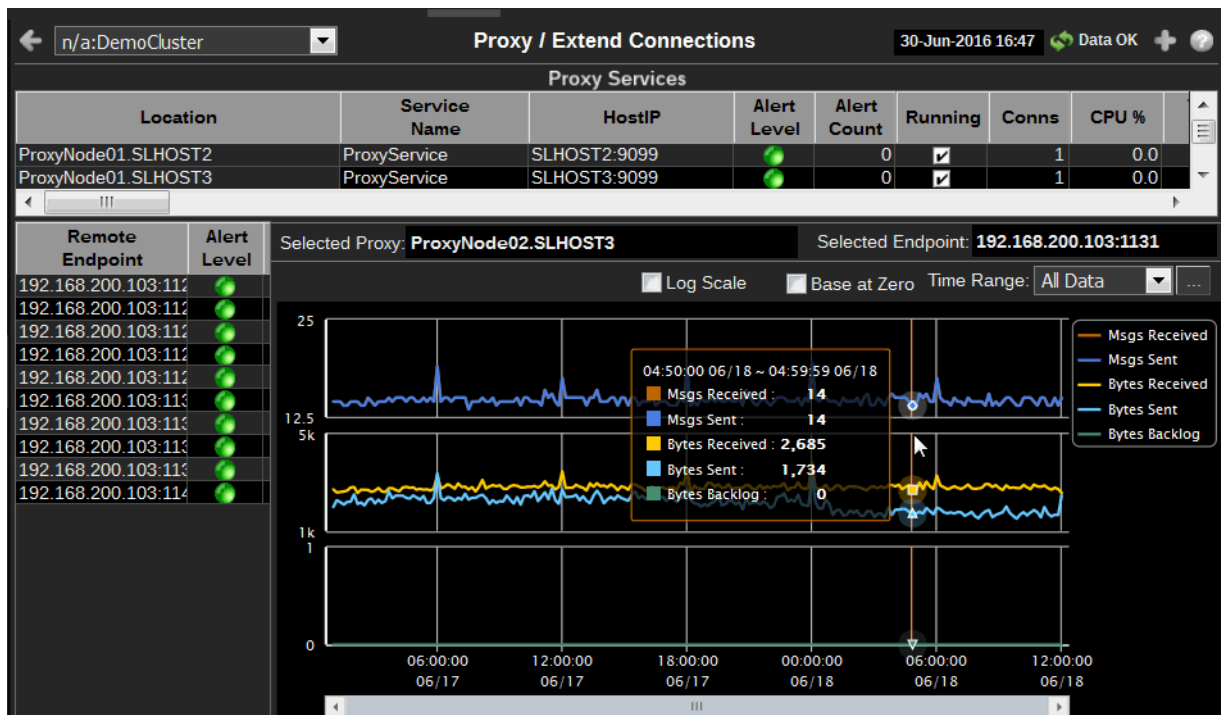 n/a:DemoCluster Proxy / Extend Connections 30-Jun-2016 16:47 Data OK
Proxy Services
Location Service Name HostIP Alert Level Alert Count Running Conns CPU %
ProxyNode01.SLHOST2 ProxyService SLHOST2:9099 0 1 0.0
ProxyNode01.SLHOST3 ProxyService SLHOST3:9099 0 1 0.0
Remote Endpoint Alert Level
192.168.200.103:112
192.168.200.103:112
192.168.200.103:112
192.168.200.103:112
192.168.200.103:112
192.168.200.103:113
192.168.200.103:113
192.168.200.103:113
192.168.200.103:113
192.168.200.103:114
Selected Proxy: ProxyNode02.SLHOST3 Selected Endpoint: 192.168.200.103:1131
Log Scale Base at Zero Time Range: All Data ...
25
12.5
5k
1k
1
0
04:50:00 06/18 ~ 04:59:59 06/18
Msgs Received : 14
Msgs Sent : 14
Bytes Received : 2,685
Bytes Sent : 1,734
Bytes Backlog : 0
Msgs Received
Msgs Sent
Bytes Received
Bytes Sent
Bytes Backlog
06:00:00 12:00:00 18:00:00 00:00:00 06:00:00 12:00:00
06/17 06/17 06/17 06/18 06/18 06/18